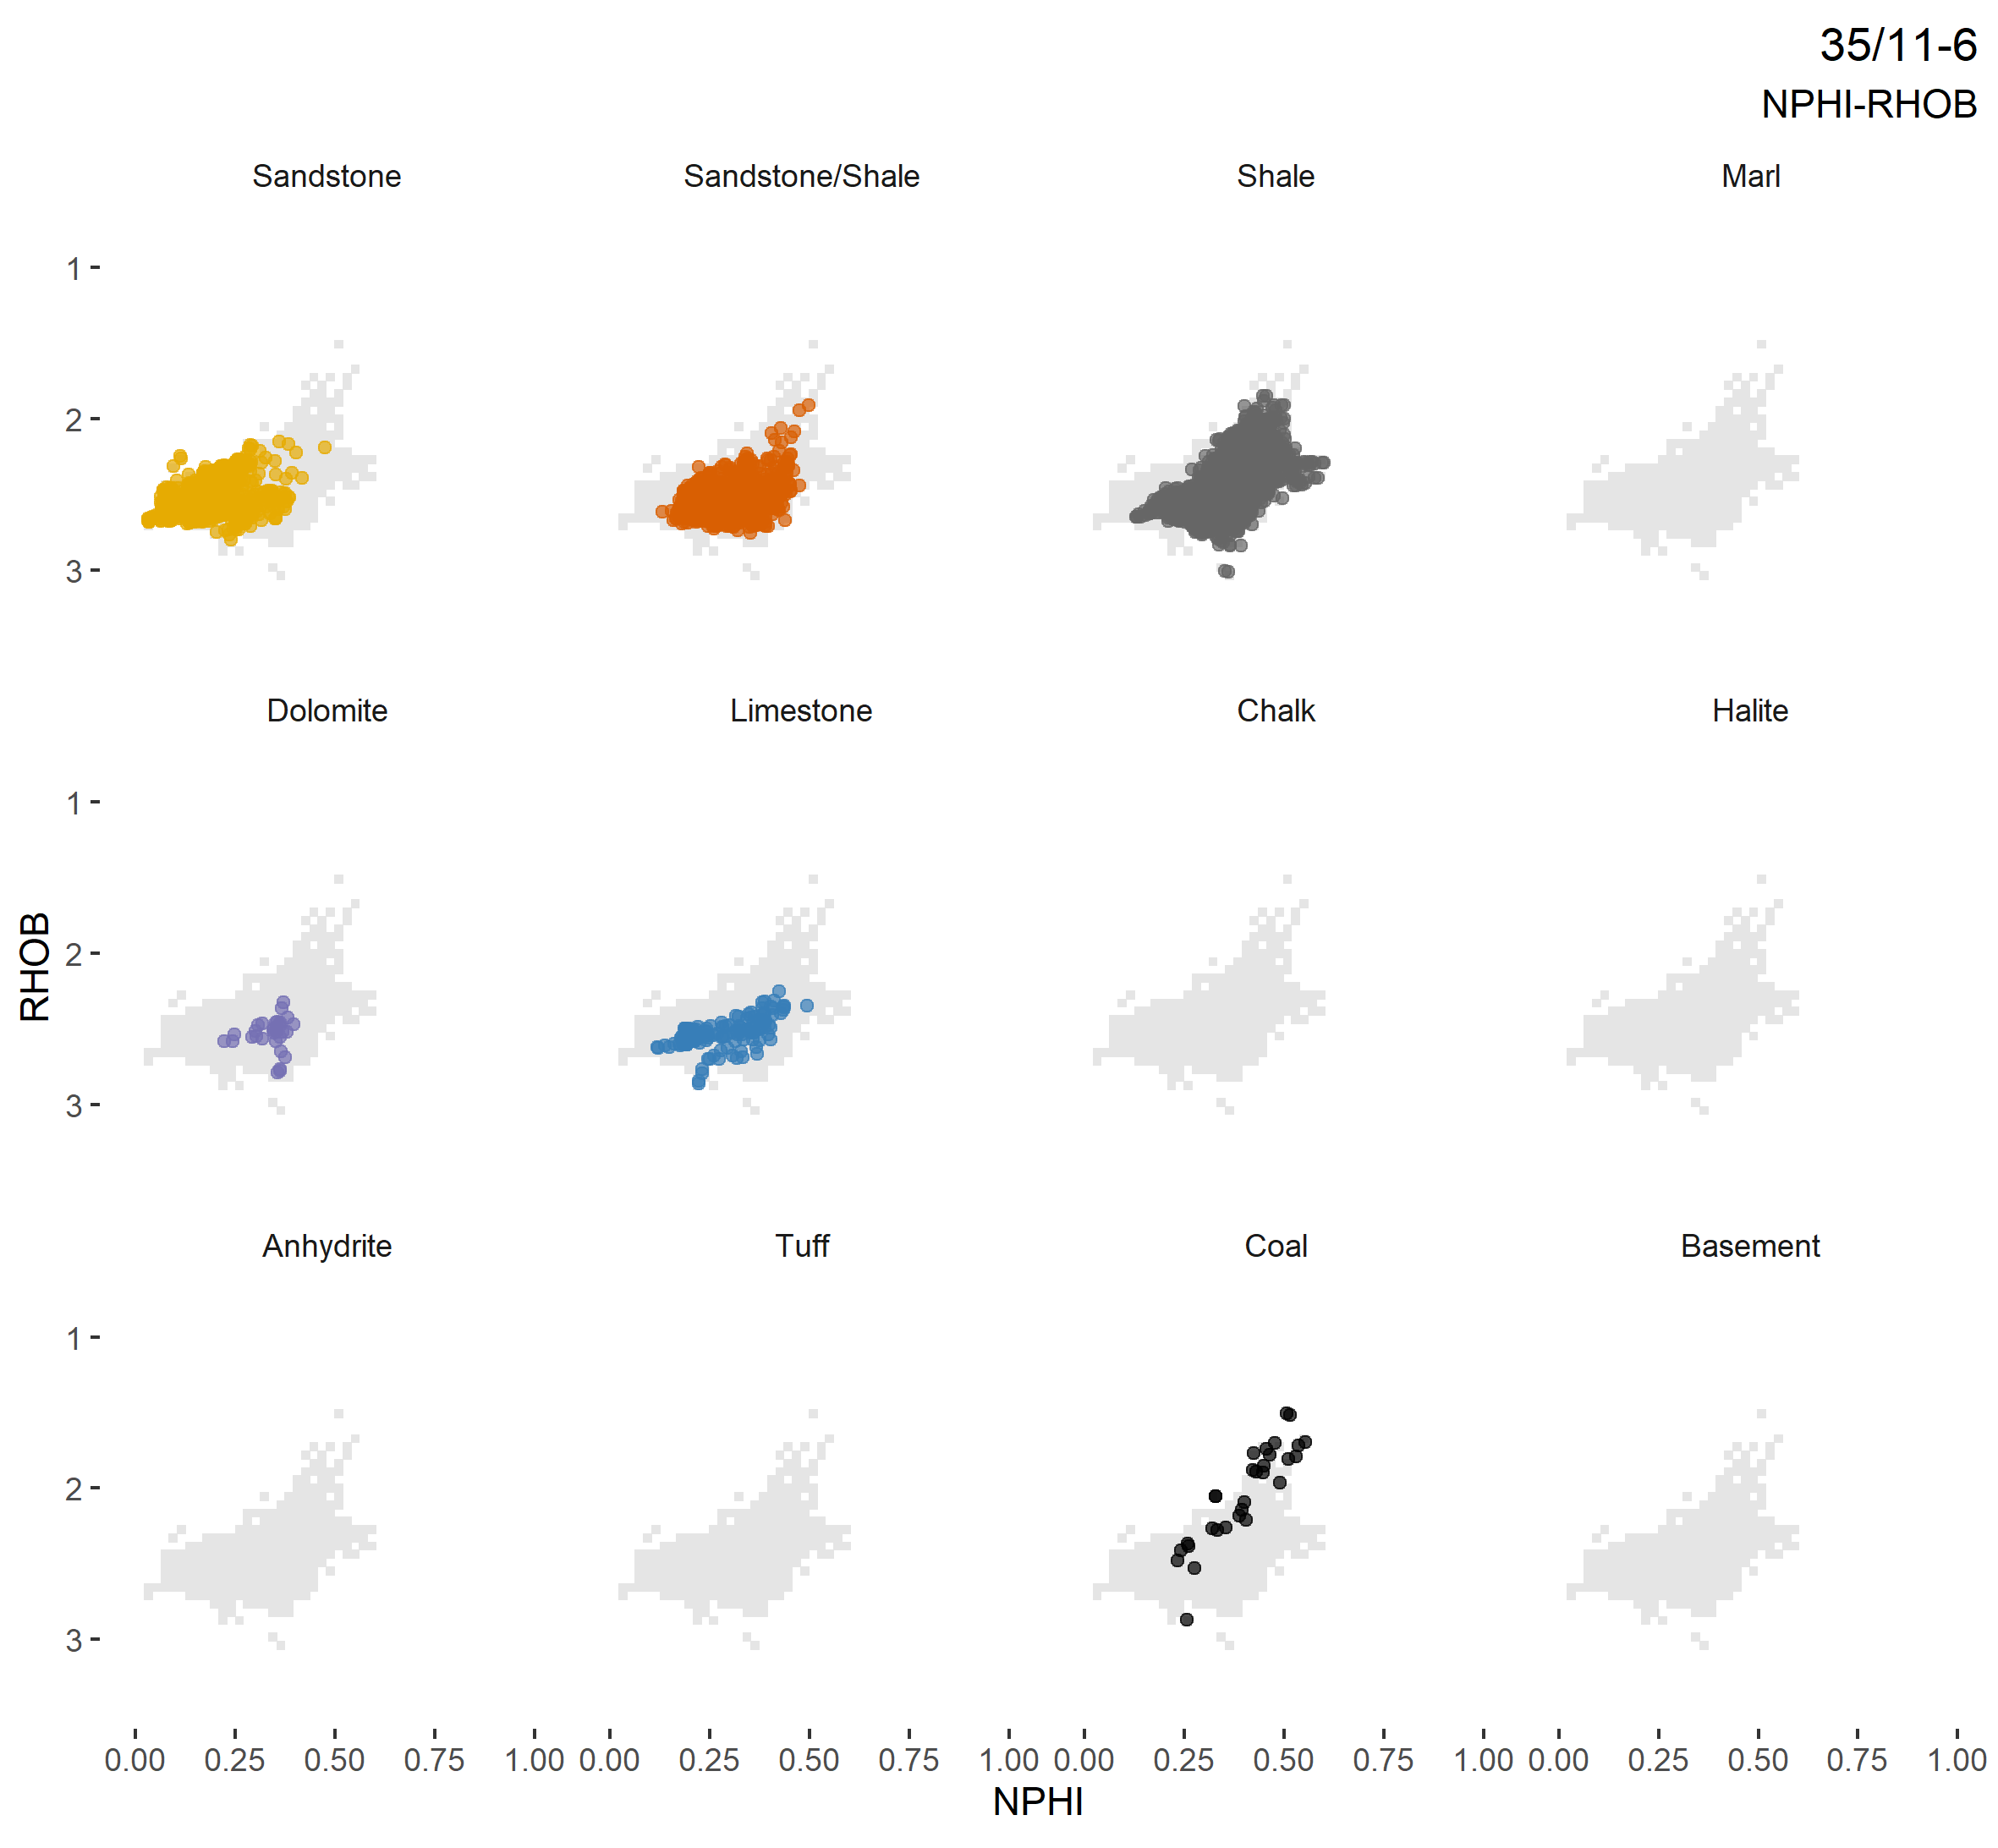 35/11-6
NPHI-RHOB
Sandstone Sandstone/Shale Shale Marl
1
2
3
Dolomite Limestone Chalk Halite
1
2
3
RHOB
Anhydrite Tuff Coal Basement
1
2
3
0.00 0.25 0.50 0.75 1.00 0.00 0.25 0.50 0.75 1.00 0.00 0.25 0.50 0.75 1.00 0.00 0.25 0.50 0.75 1.00
NPHI